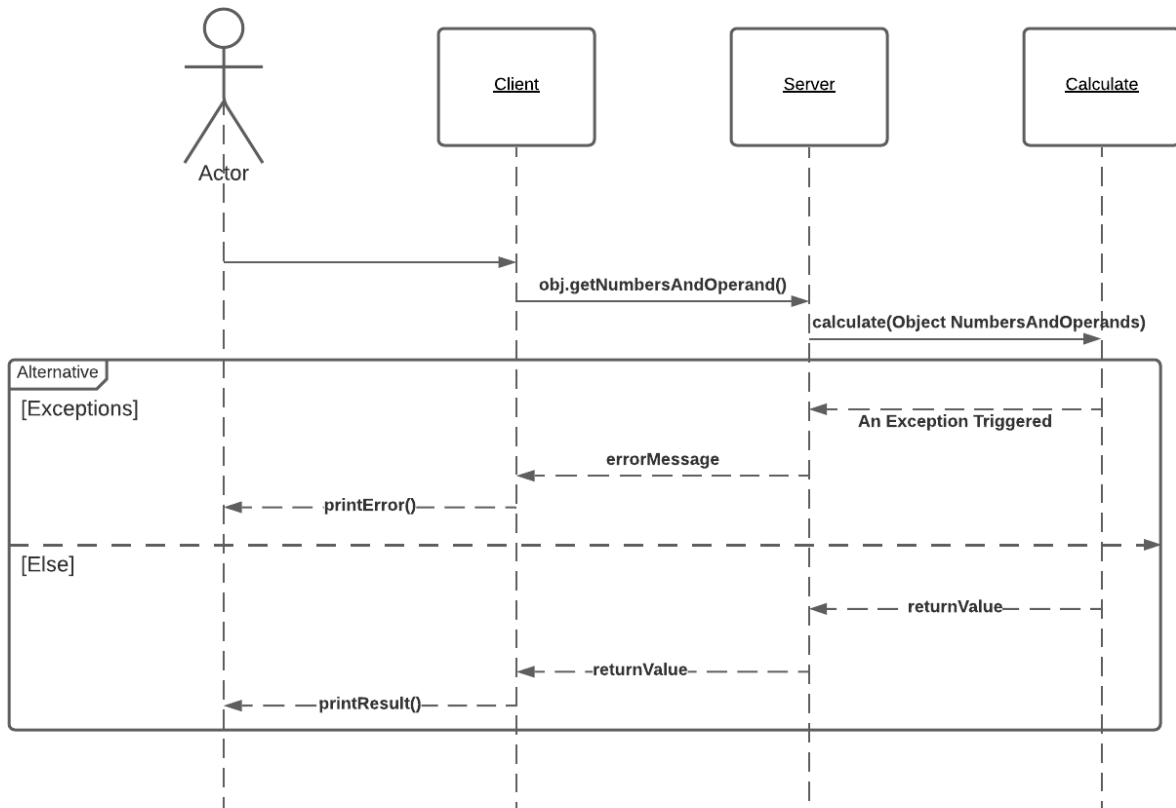 Client
Server
Calculate
Actor
obj.getNumbersAndOperand()
calculate(Object NumbersAndOperands)
Alternative
[Exceptions]
An Exception Triggered
errorMessage
printError()
[Else]
returnValue
returnValue
printResult()